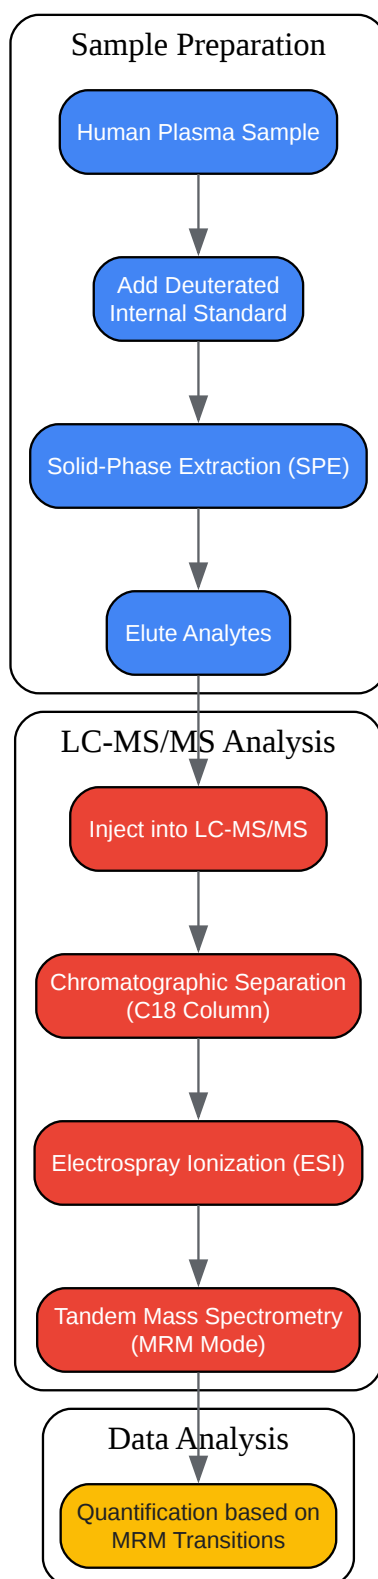 Sample Preparation
Human Plasma Sample
Add Deuterated
Internal Standard
Solid-Phase Extraction (SPE)
Elute Analytes
LC-MS/MS Analysis
Inject into LC-MS/MS
Chromatographic Separation
(C18 Column)
Electrospray Ionization (ESI)
Tandem Mass Spectrometry
(MRM Mode)
Data Analysis
Quantification based on
MRM Transitions